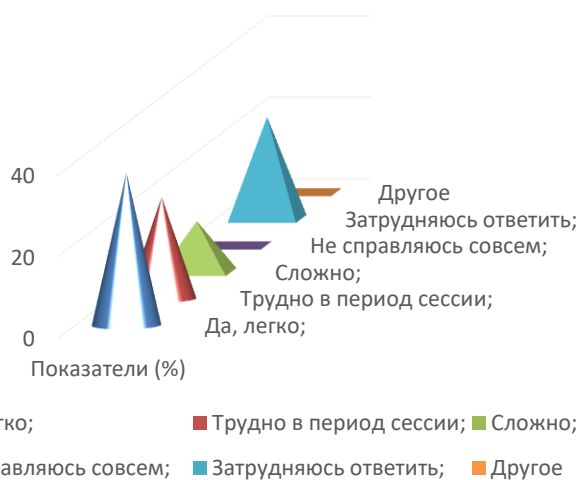 40
20
0
Другое
Затрудняюсь ответить;
Не справляюсь совсем;
Сложно;
Трудно в период сессии;
Да, легко;
Показатели (%)
Трудно в период сессии; Сложно;
совсем; Затрудняюсь ответить; Другое